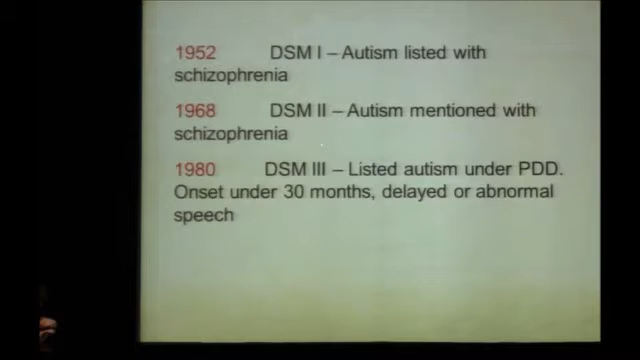 1952 DSM I – Autism listed with
schizophrenia
1968 DSM II – Autism mentioned with
schizophrenia
1980 DSM III – Listed autism under PDD.
Onset under 30 months, delayed or abnormal
speech